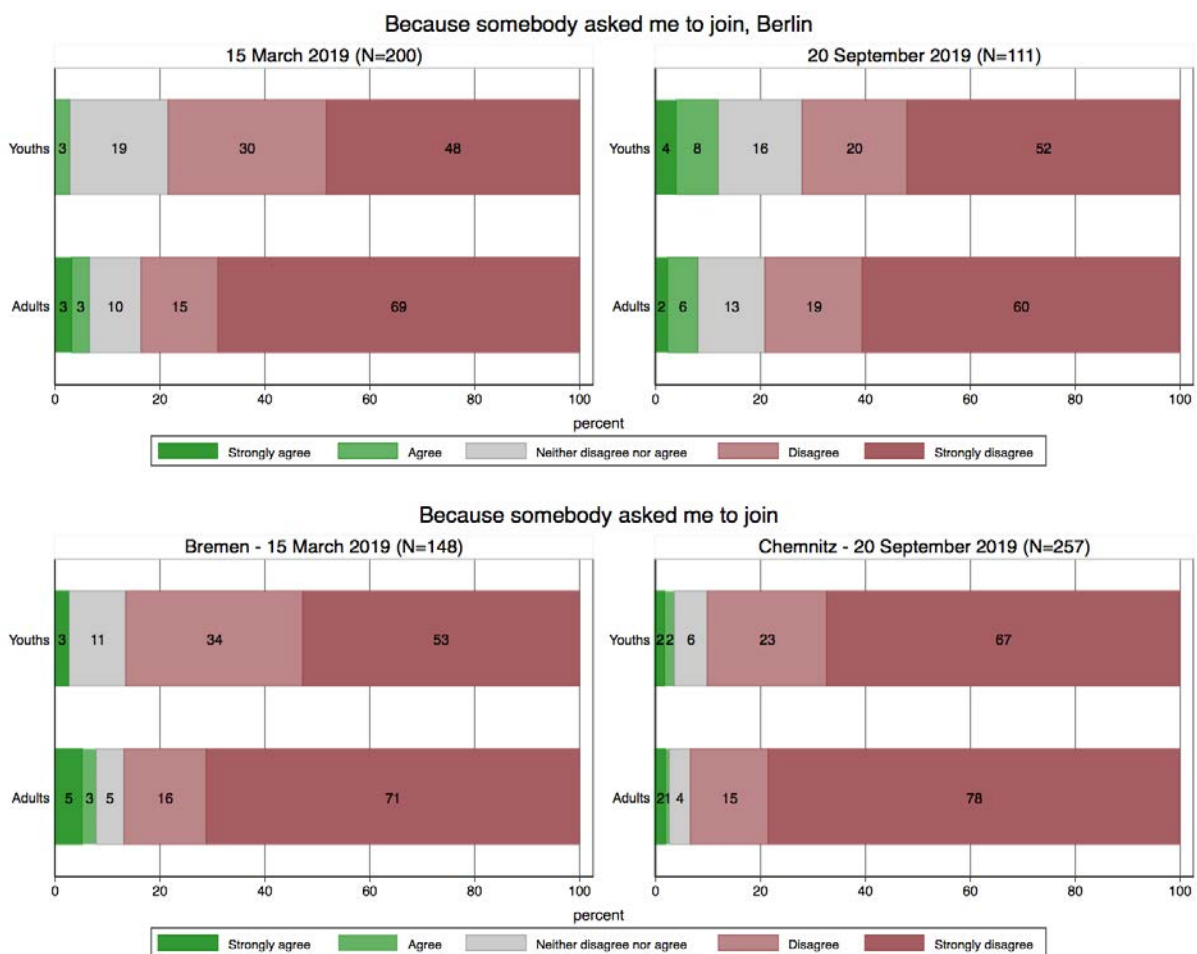 Because somebody asked me to join, Berlin
15 March 2019 (N=200)
20 September 2019 (N=111)
Youths 3 19 30 48
Youths 4 8 16 20 52
Adults 3 3 10 15 69
Adults 2 6 13 19 60
0 20 40 60 80 100
0 20 40 60 80 100
percent
Strongly agree Agree Neither disagree nor agree Disagree Strongly disagree
Because somebody asked me to join
Bremen - 15 March 2019 (N=148)
Chemnitz - 20 September 2019 (N=257)
Youths 3 11 34 53
Youths 2 2 6 23 67
Adults 5 3 5 16 71
Adults 2 1 4 15 78
0 20 40 60 80 100
0 20 40 60 80 100
percent
Strongly agree Agree Neither disagree nor agree Disagree Strongly disagree